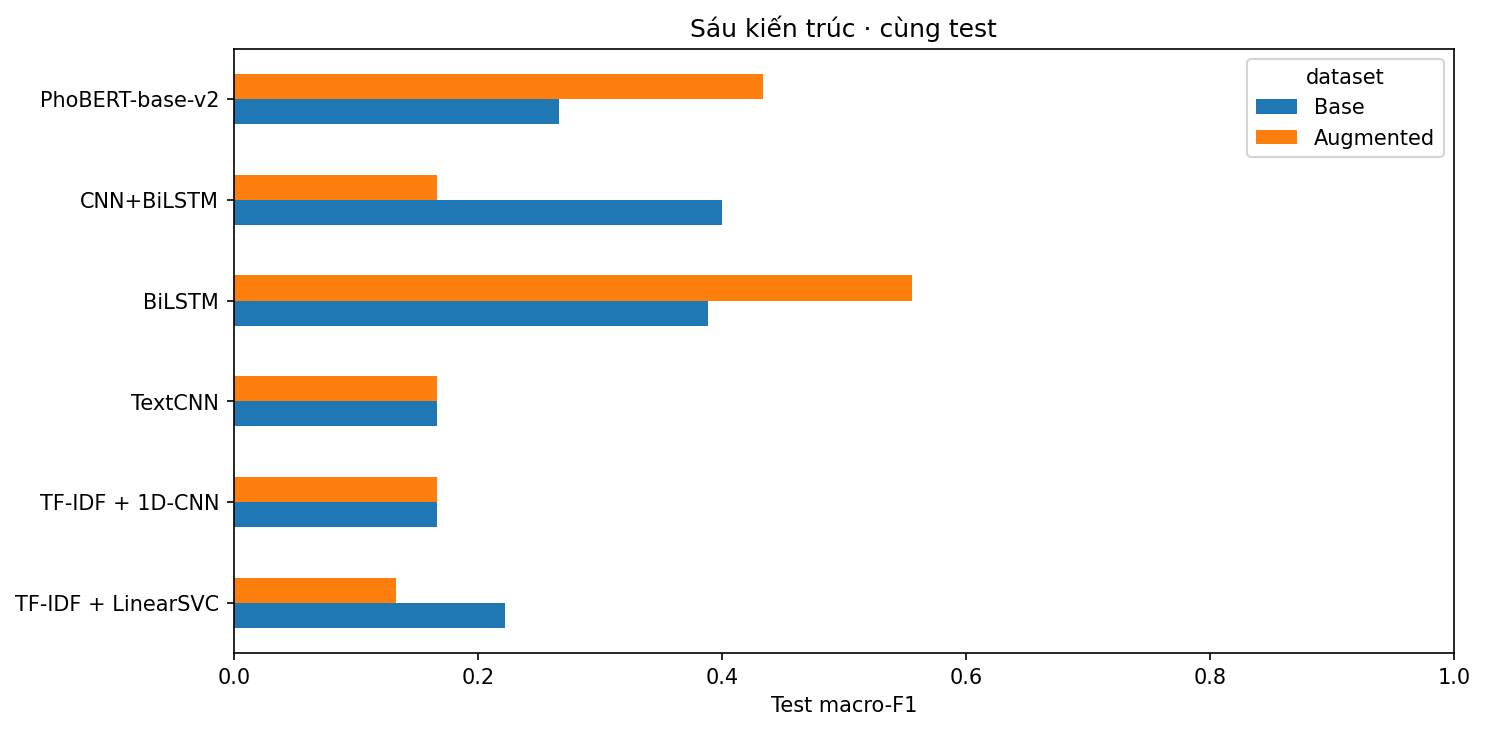 Sáu kiến trúc · cùng test
dataset
Base
Augmented
PhoBERT-base-v2
CNN+BiLSTM
BiLSTM
TextCNN
TF-IDF + 1D-CNN
TF-IDF + LinearSVC
0.0 0.2 0.4 0.6 0.8 1.0
Test macro-F1